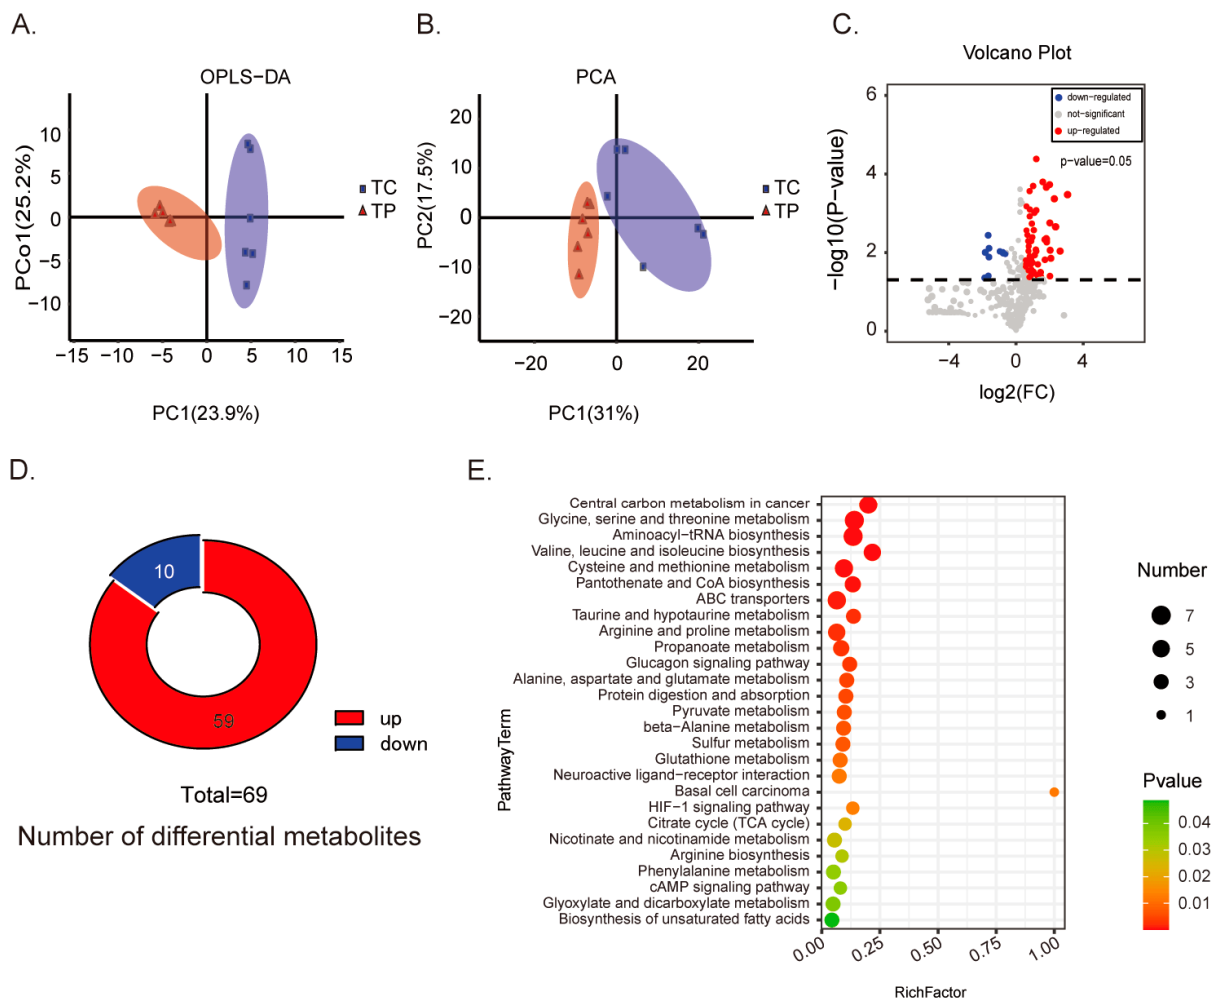 A.
OPLS−DA
PCo1(25.2%)
10
5
0
−5
−10
−15
−10
−5
0
5
10
15
PC1(23.9%)
TC
TP
B.
PCA
PC2(17.5%)
20
10
0
−10
−20
−20
0
20
PC1(31%)
TC
TP
C.
Volcano Plot
−log10(P−value)
6
4
2
0
−4
0
4
log2(FC)
down−regulated
not−significant
up−regulated
p−value=0.05
D.
10
59
up
down
Total=69
Number of differential metabolites
E.
PathwayTerm
Central carbon metabolism in cancer
Glycine, serine and threonine metabolism
Aminoacyl−tRNA biosynthesis
Valine, leucine and isoleucine biosynthesis
Cysteine and methionine metabolism
Pantothenate and CoA biosynthesis
ABC transporters
Taurine and hypotaurine metabolism
Arginine and proline metabolism
Propanoate metabolism
Glucagon signaling pathway
Alanine, aspartate and glutamate metabolism
Protein digestion and absorption
Pyruvate metabolism
beta−Alanine metabolism
Sulfur metabolism
Glutathione metabolism
Neuroactive ligand−receptor interaction
Basal cell carcinoma
HIF−1 signaling pathway
Citrate cycle (TCA cycle)
Nicotinate and nicotinamide metabolism
Arginine biosynthesis
Phenylalanine metabolism
cAMP signaling pathway
Glyoxylate and dicarboxylate metabolism
Biosynthesis of unsaturated fatty acids
0.00
0.25
0.50
0.75
1.00
RichFactor
Number
7
5
3
1
Pvalue
0.04
0.03
0.02
0.01